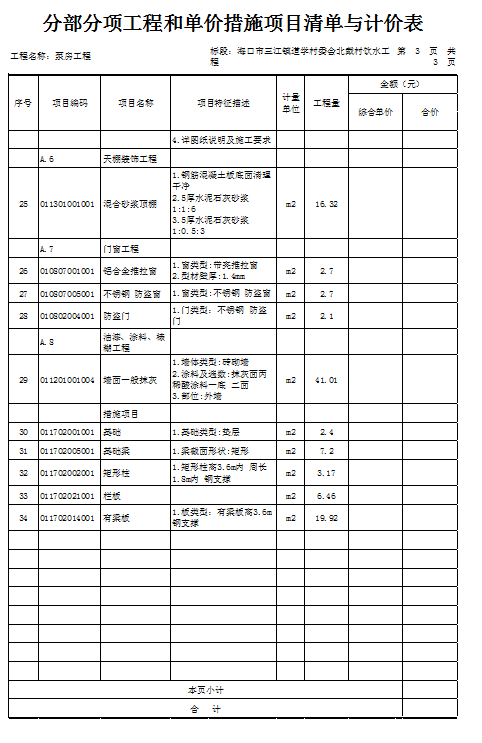 分部分项工程和单价措施项目清单与计价表
工程名称：泵房工程 标段：海口市三江镇道学村委会北戴村饮水工程 第 3 页 共 3 页
序号 项目编码 项目名称 项目特征描述 计量单位 工程量 金额（元）
综合单价 合价
4.详图纸说明及施工要求
A.6 天棚装饰工程
25 011301001001 混合砂浆顶棚 1.钢筋混凝土板底面清理干净
2.5厚水泥石灰砂浆
1:1:6
3.5厚水泥石灰砂浆
1:0.5:3 m2 16.32
A.7 门窗工程
26 010807001001 铝合金推拉窗 1.窗类型:带亮推拉窗
2.型材壁厚:1.4mm m2 2.7
27 010807005001 不锈钢 防盗窗 1.窗类型:不锈钢 防盗窗 m2 2.7
28 010802004001 防盗门 1.门类型：不锈钢 防盗门 m2 2.1
A.8 油漆、涂料、裱糊工程
29 011201001004 墙面一般抹灰 1.墙体类型:砖砌墙
2.涂料及遍数:抹灰面丙烯酸涂料一底 二面
3.部位:外墙 m2 41.01
措施项目
30 011702001001 基础 1.基础类型:垫层 m2 2.4
31 011702005001 基础梁 1.梁截面形状:矩形 m2 7.2
32 011702002001 矩形柱 1.矩形柱高3.6m内 周长1.8m内 钢支撑 m2 3.17
33 011702021001 栏板 m2 6.46
34 011702014001 有梁板 1.板类型：有梁板高3.6m 钢支撑 m2 19.92
本页小计
合 计